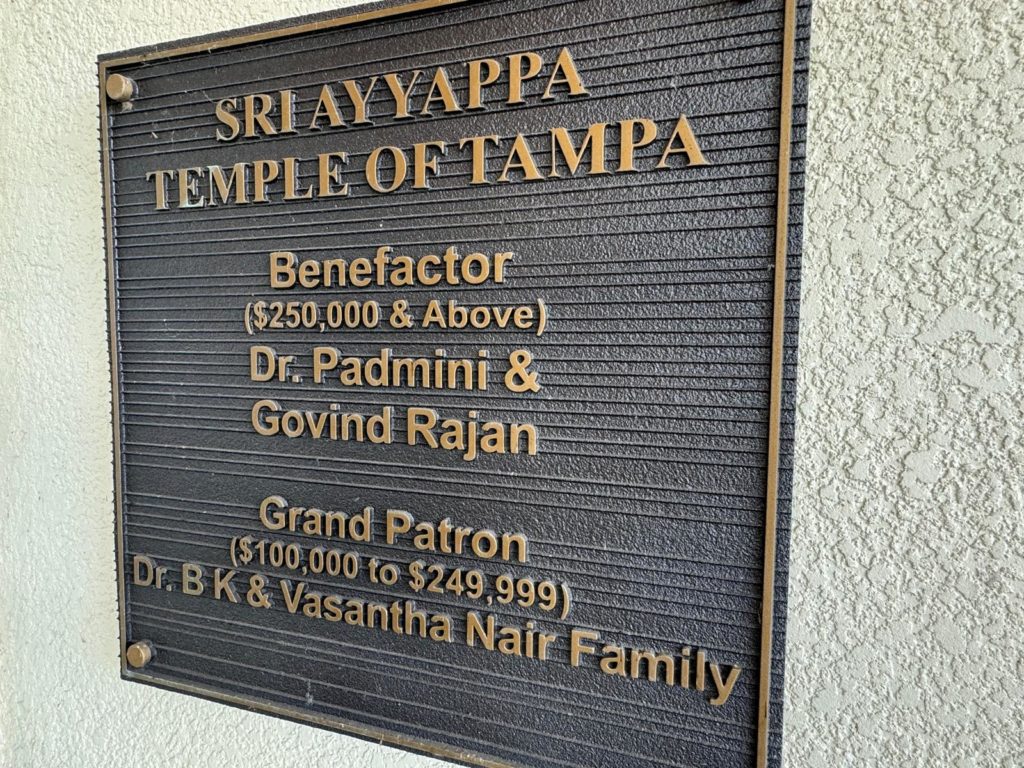 SRI AYYAPPA
TEMPLE OF TAMPA
Benefactor
($250,000 & Above)
Dr. Padmini &
Govind Rajan
Grand Patron
($100,000 to $249,999)
Dr. B K & Vasantha Nair Family